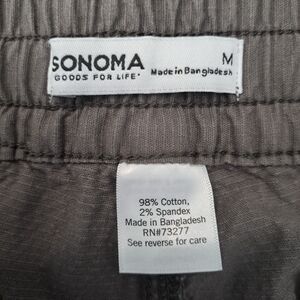 SONOMA M
GOODS FOR LIFE™ Made in Bangladesh
98% Cotton,
2% Spandex
Made in Bangladesh
RN#73277
See reverse for care